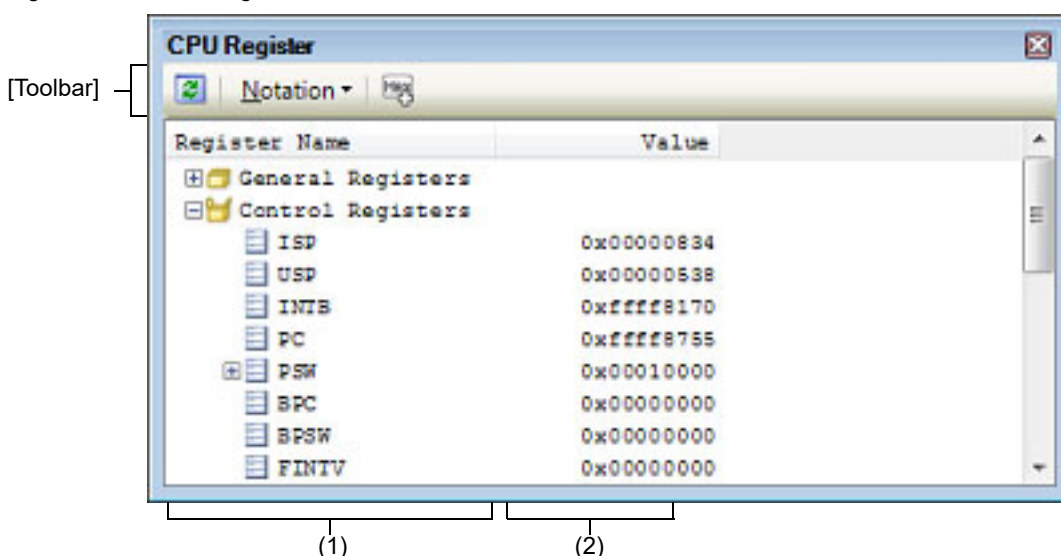 CPU Register
[Toolbar]
Notation
Hex
Register Name Value
General Registers
Control Registers
ISP 0x00000834
USP 0x00000538
INTB 0xffff8170
PC 0xffff8755
PSW 0x00010000
BPC 0x00000000
BPSW 0x00000000
FINTV 0x00000000
(1) (2)